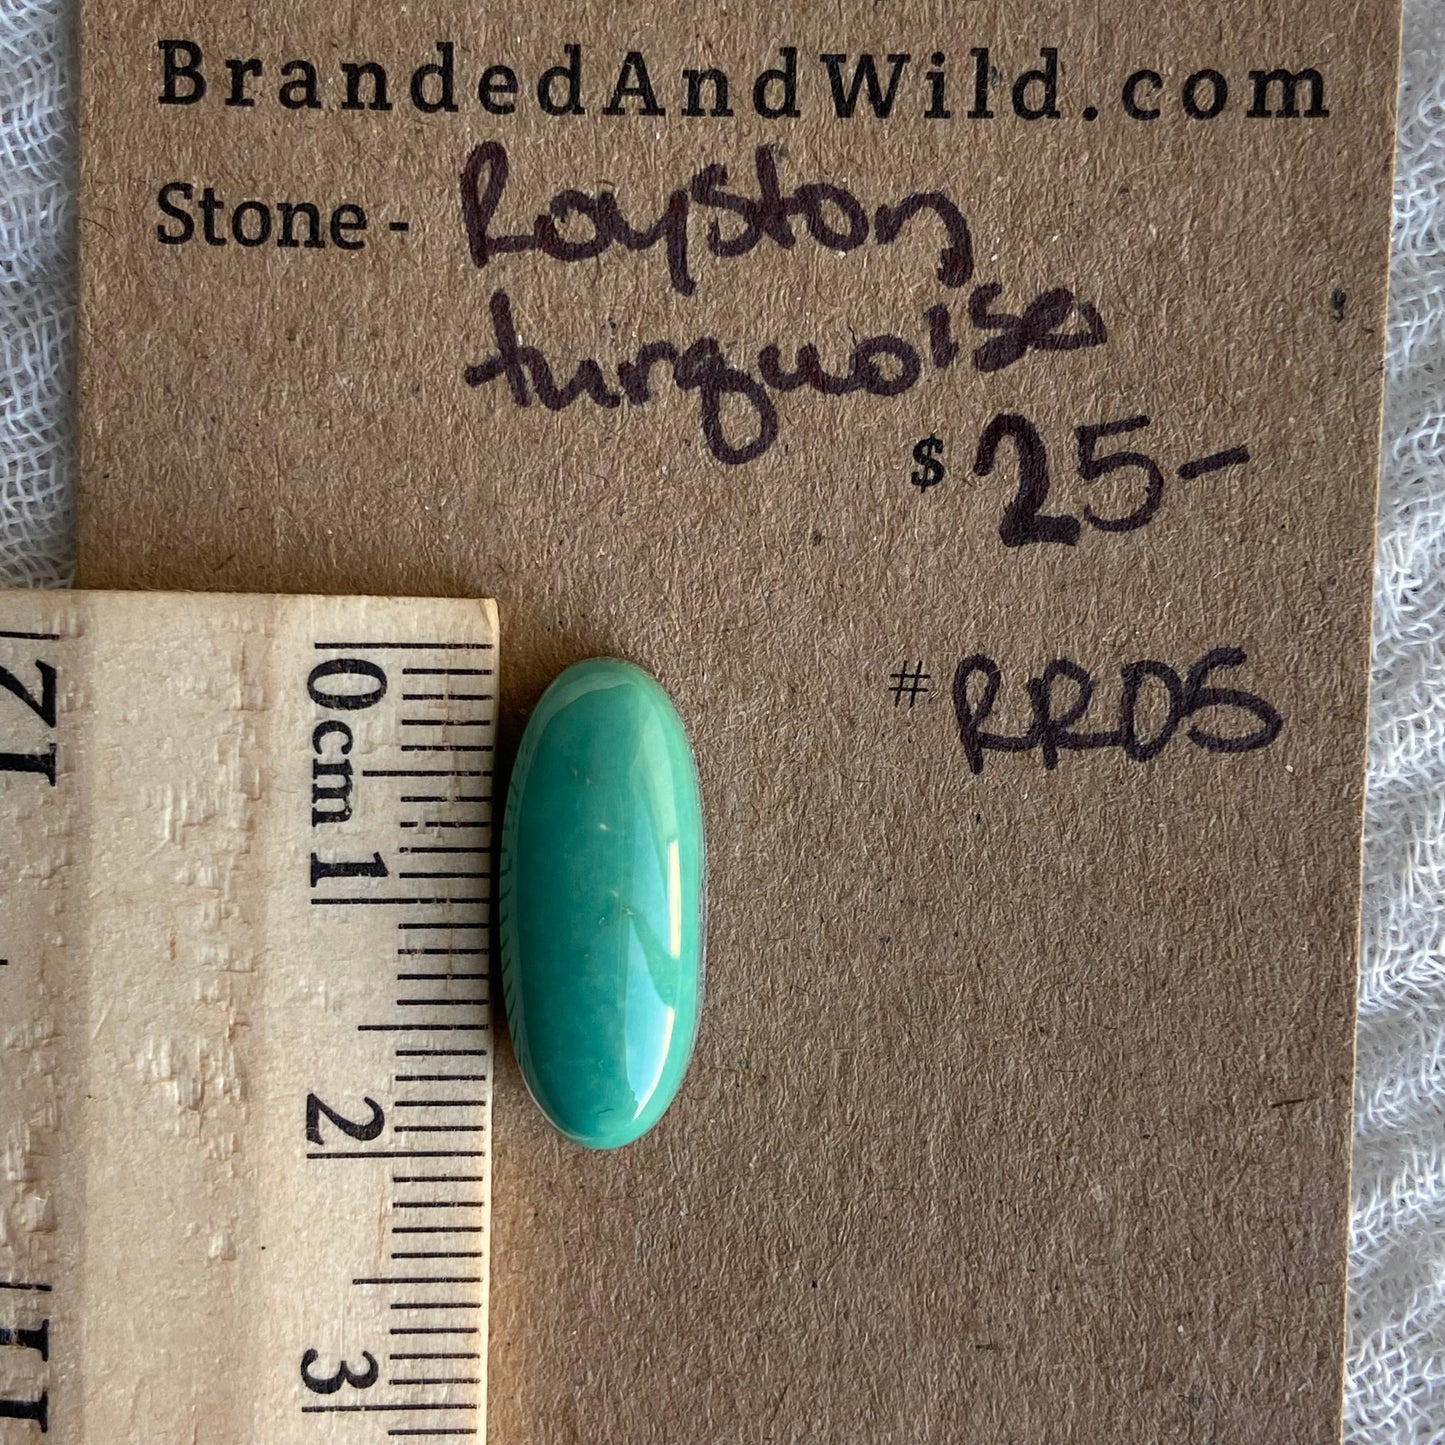 BrandedAndWild.com
Stone - Royston
turquoise
$ 25-
# RR05
0cm
1
2
3